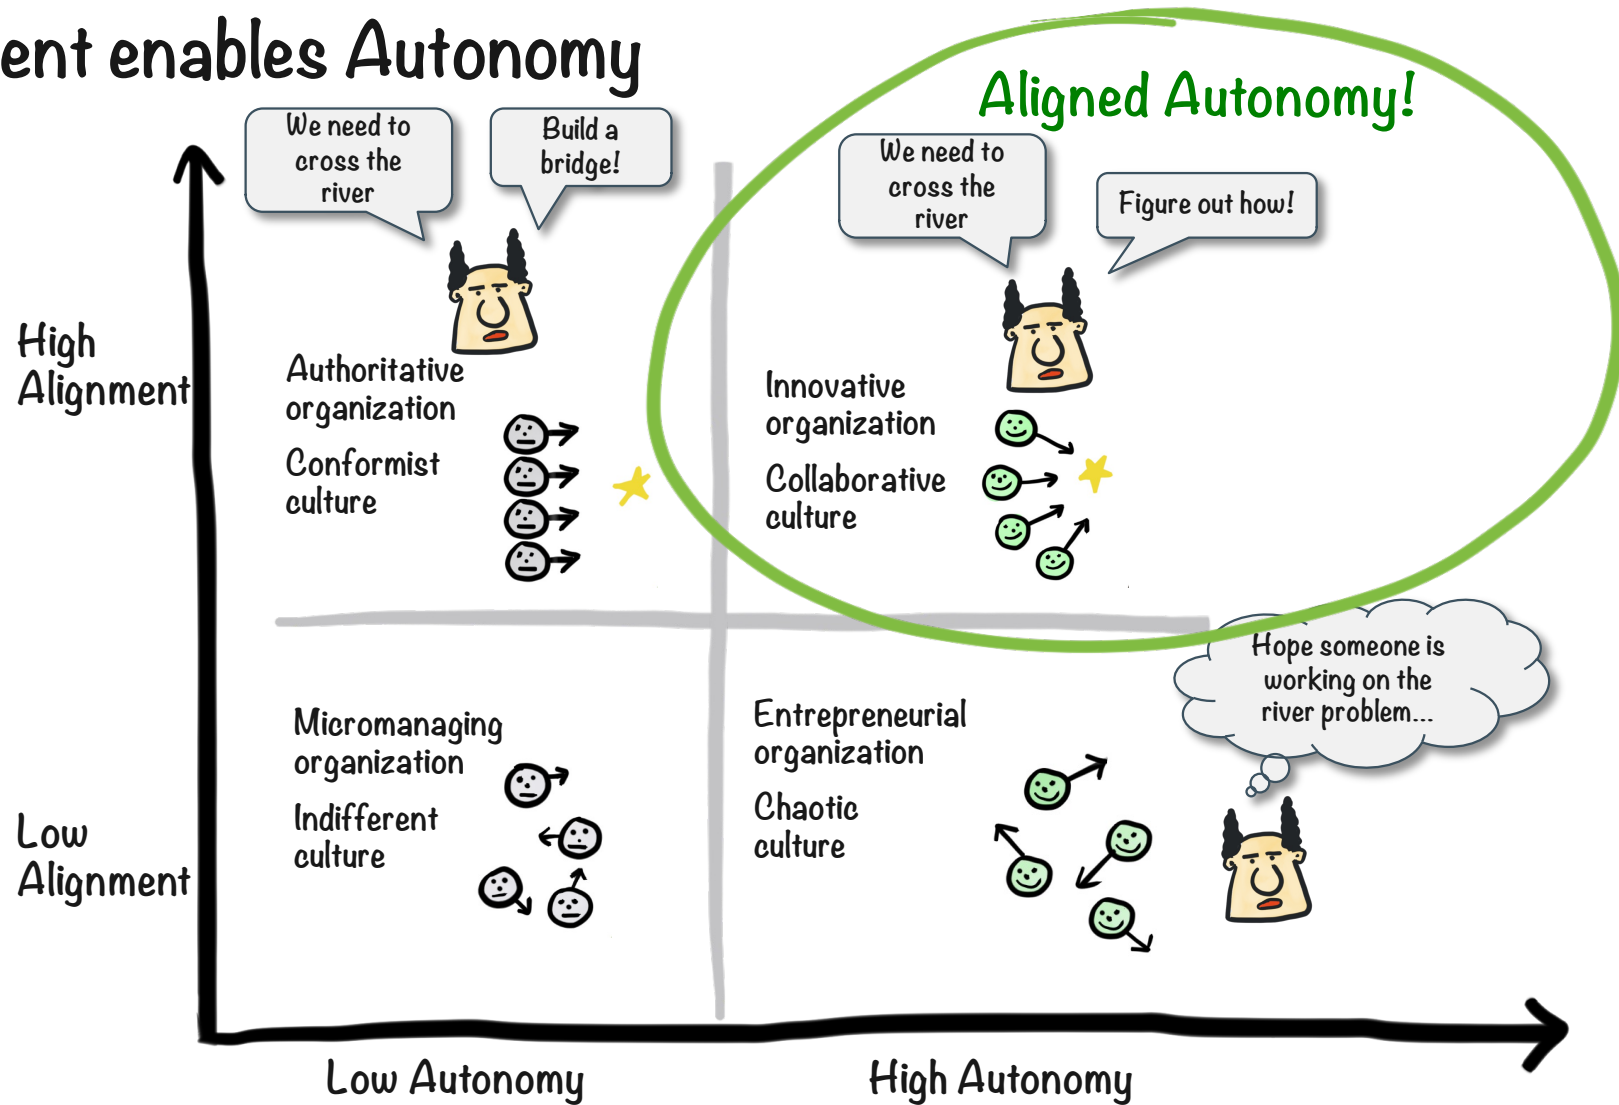 ent enables Autonomy
Aligned Autonomy!
We need to
cross the
river
Build a
bridge!
We need to
cross the
river
Figure out how!
High
Alignment
Authoritative
organization
Conformist
culture
Innovative
organization
Collaborative
culture
Hope someone is
working on the
river problem...
Low
Alignment
Micromanaging
organization
Indifferent
culture
Entrepreneurial
organization
Chaotic
culture
Low Autonomy
High Autonomy